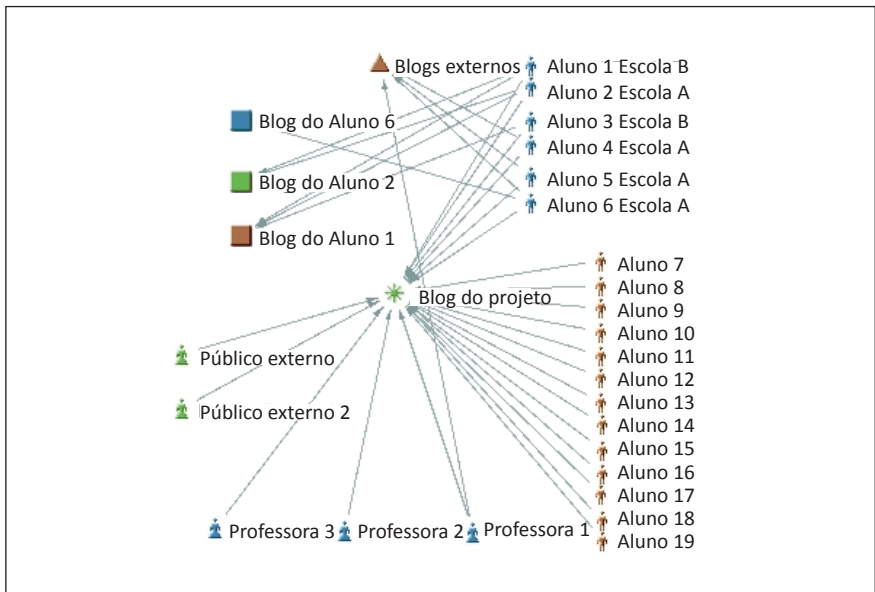 Blogs externos
Aluno 1 Escola B
Aluno 2 Escola A
Blog do Aluno 6
Aluno 3 Escola B
Aluno 4 Escola A
Blog do Aluno 2
Aluno 5 Escola A
Aluno 6 Escola A
Blog do Aluno 1
Aluno 7
Aluno 8
Blog do projeto
Aluno 9
Aluno 10
Aluno 11
Público externo
Aluno 12
Aluno 13
Público externo 2
Aluno 14
Aluno 15
Aluno 16
Aluno 17
Aluno 18
Professora 3
Professora 2
Professora 1
Aluno 19